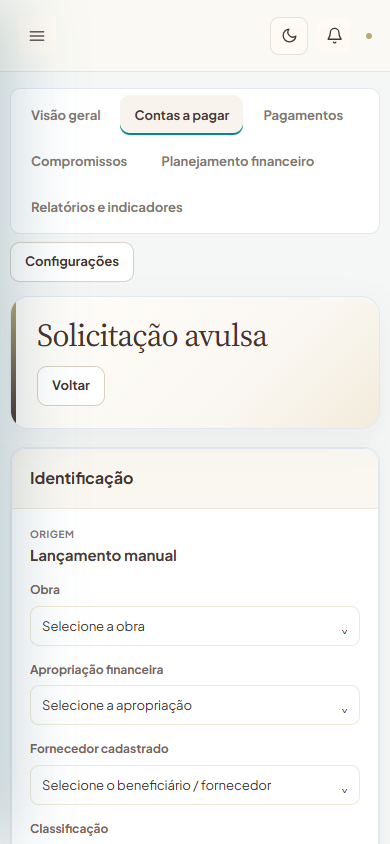 Visão geral
Contas a pagar
Pagamentos
Compromissos
Planejamento financeiro
Relatórios e indicadores
Configurações
Solicitação avulsa
Voltar
Identificação
ORIGEM
Lançamento manual
Obra
Selecione a obra
Apropriação financeira
Selecione a apropriação
Fornecedor cadastrado
Selecione o beneficiário / fornecedor
Classificação